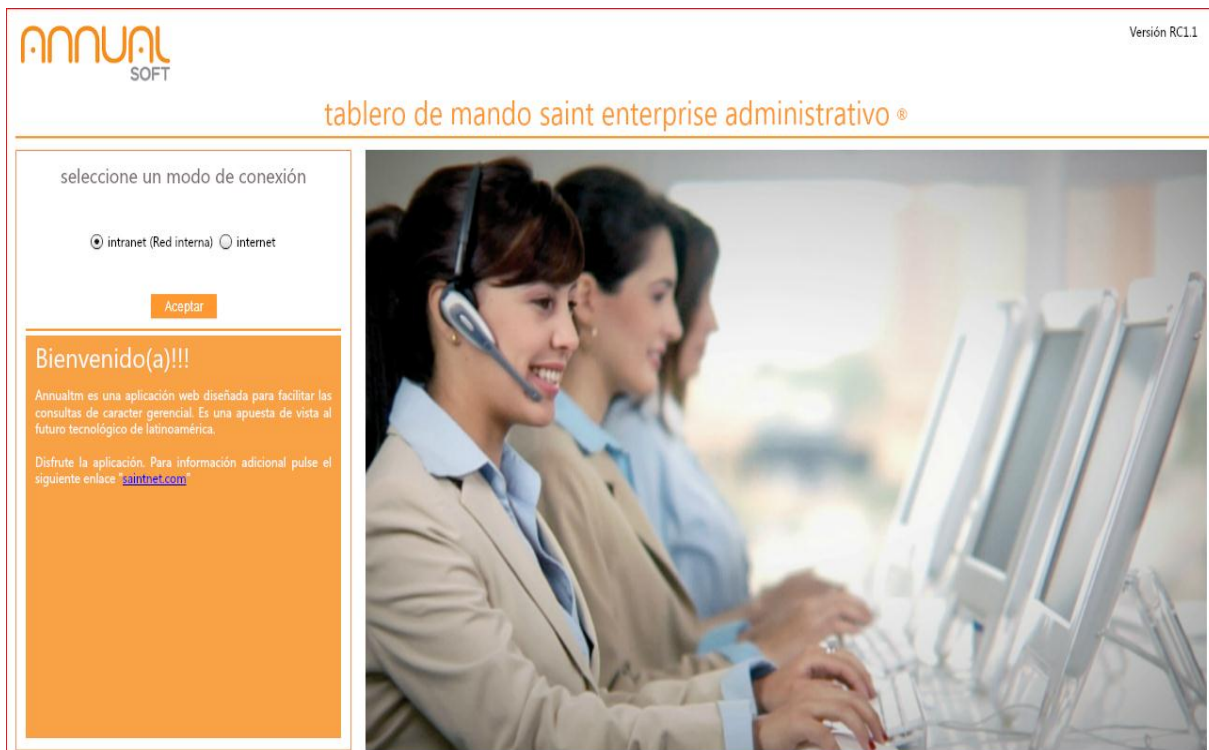 ANNUAL
SOFT
Versión RC1.1
tablero de mando saint enterprise administrativo ®
seleccione un modo de conexión
intranet (Red interna) internet
Aceptar
Bienvenido(a)!!!
Annualtm es una aplicación web diseñada para facilitar las
consultas de caracter gerencial. Es una apuesta de vista al
futuro tecnológico de latinoamérica.
Disfrute la aplicación. Para información adicional pulse el
siguiente enlace "saintnet.com"